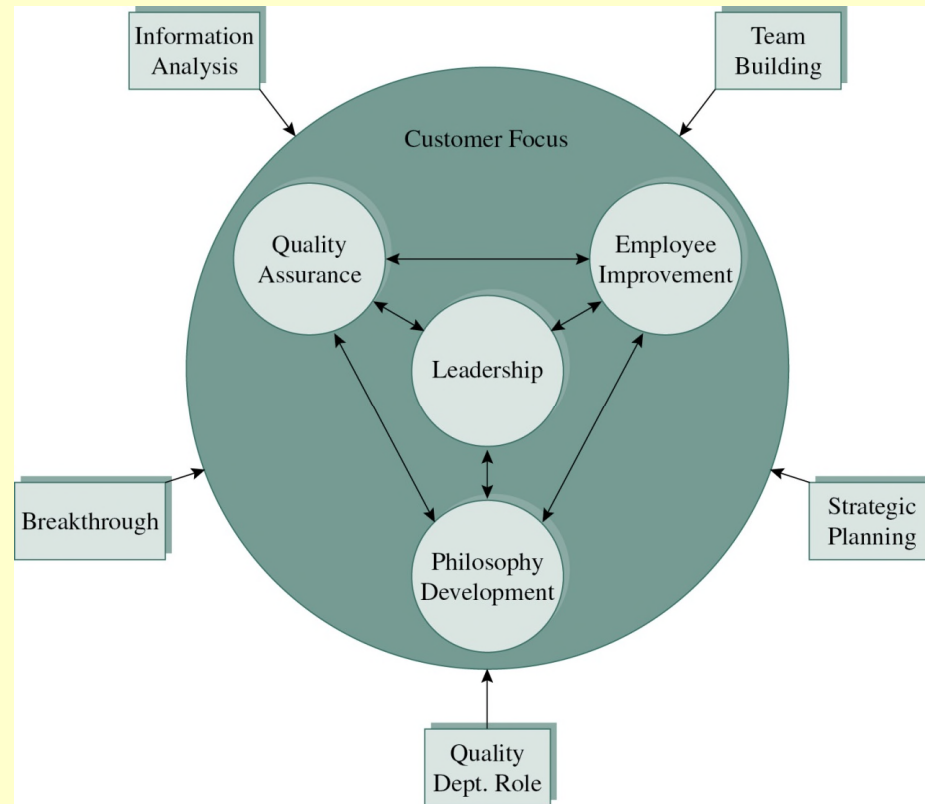 Information
Analysis
Team
Building
Customer Focus
Quality
Assurance
Employee
Improvement
Leadership
Breakthrough
Strategic
Planning
Philosophy
Development
Quality
Dept. Role